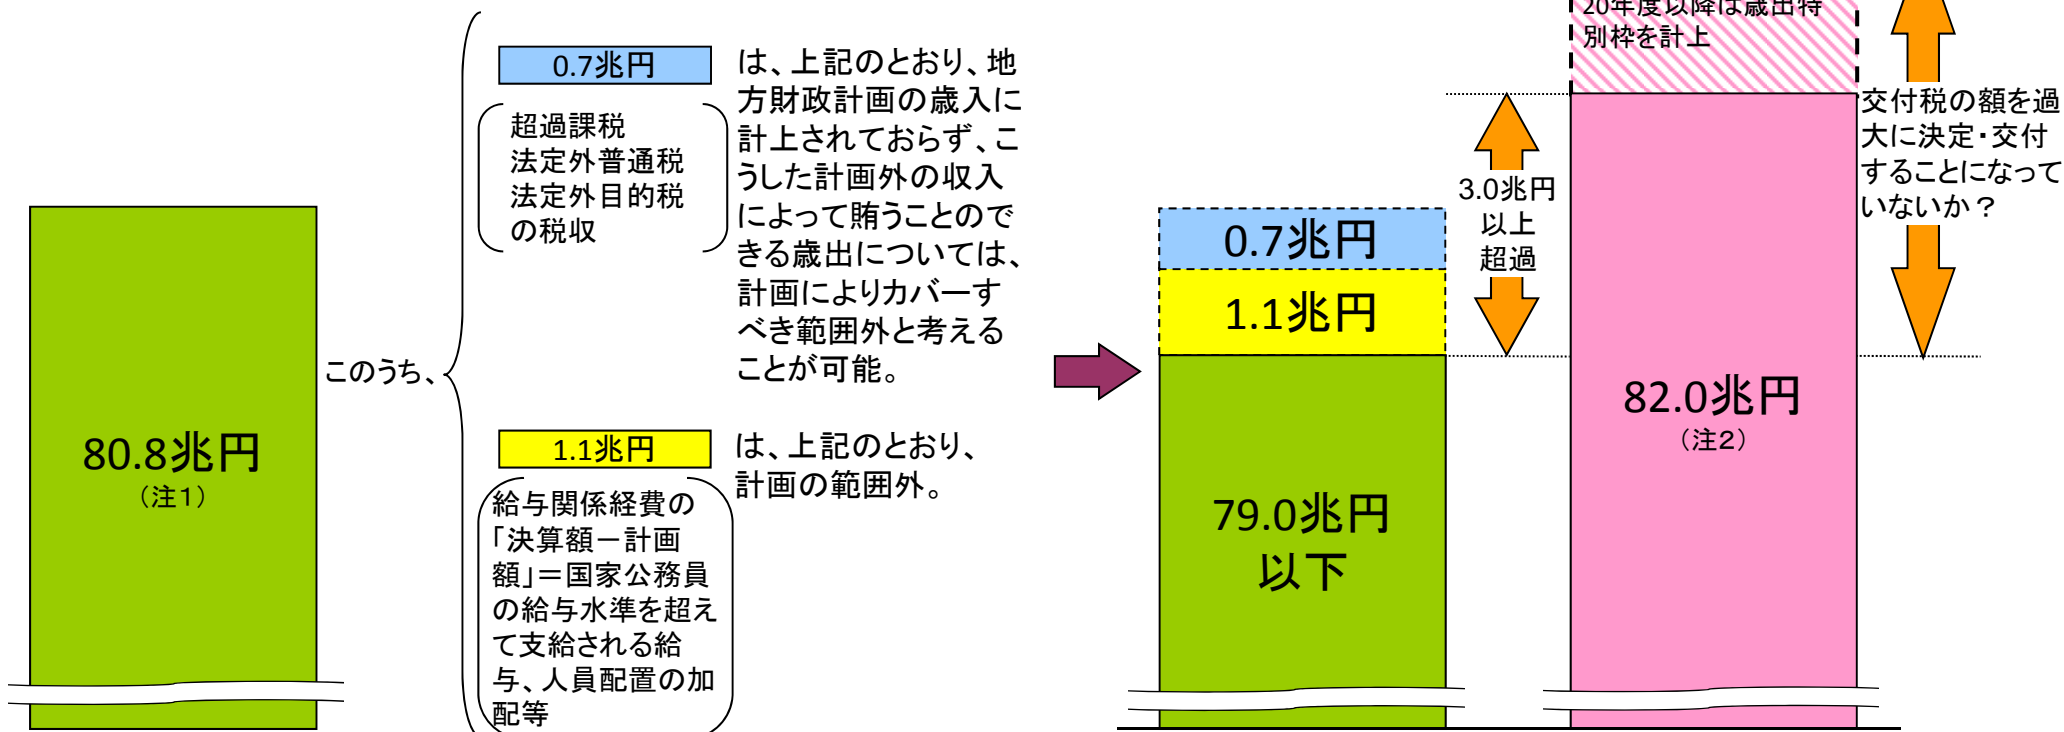 80.8兆円
(注1)
このうち、
0.7兆円
超過課税
法定外普通税
法定外目的税
の税収
は、上記のとおり、地
方財政計画の歳入に
計上されておらず、こ
うした計画外の収入
によって賄うことので
きる歳出については、
計画によりカバーす
べき範囲外と考える
ことが可能。
1.1兆円
給与関係経費の
「決算額－計画
額」＝国家公務員
の給与水準を超え
て支給される給
与、人員配置の加
配等
は、上記のとおり、
計画の範囲外。
0.7兆円
1.1兆円
79.0兆円
以下
3.0兆円
以上
超過
20年度以降は歳出特
別枠を計上
82.0兆円
(注2)
交付税の額を過
大に決定・交付
することになって
いないか？